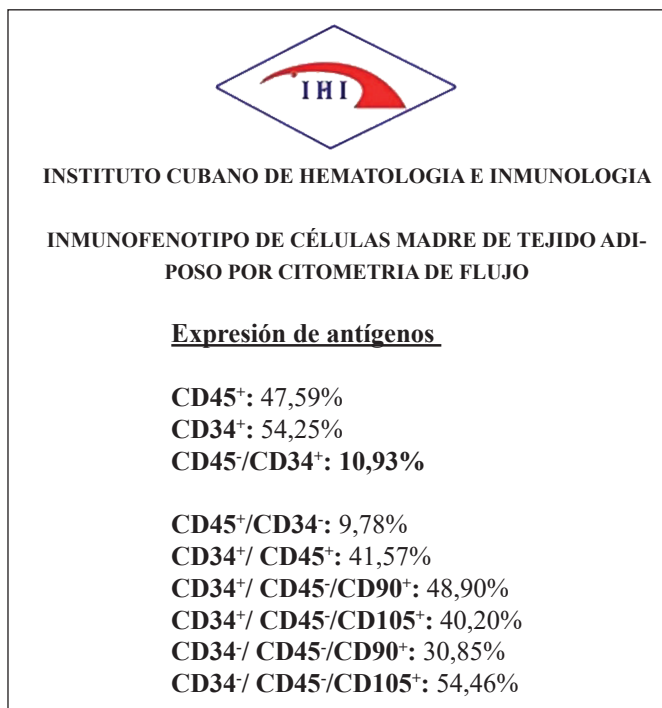 IHI
INSTITUTO CUBANO DE HEMATOLOGIA E INMUNOLOGIA
INMUNOFENOTIPO DE CÉLULAS MADRE DE TEJIDO ADI-
POSO POR CITOMETRIA DE FLUJO
Expresión de antígenos
CD45⁺: 47,59%
CD34⁺: 54,25%
CD45⁻/CD34⁺: 10,93%
CD45⁺/CD34⁻: 9,78%
CD34⁺/ CD45⁺: 41,57%
CD34⁺/ CD45⁻/CD90⁺: 48,90%
CD34⁺/ CD45⁻/CD105⁺: 40,20%
CD34⁻/ CD45⁻/CD90⁺: 30,85%
CD34⁻/ CD45⁻/CD105⁺: 54,46%